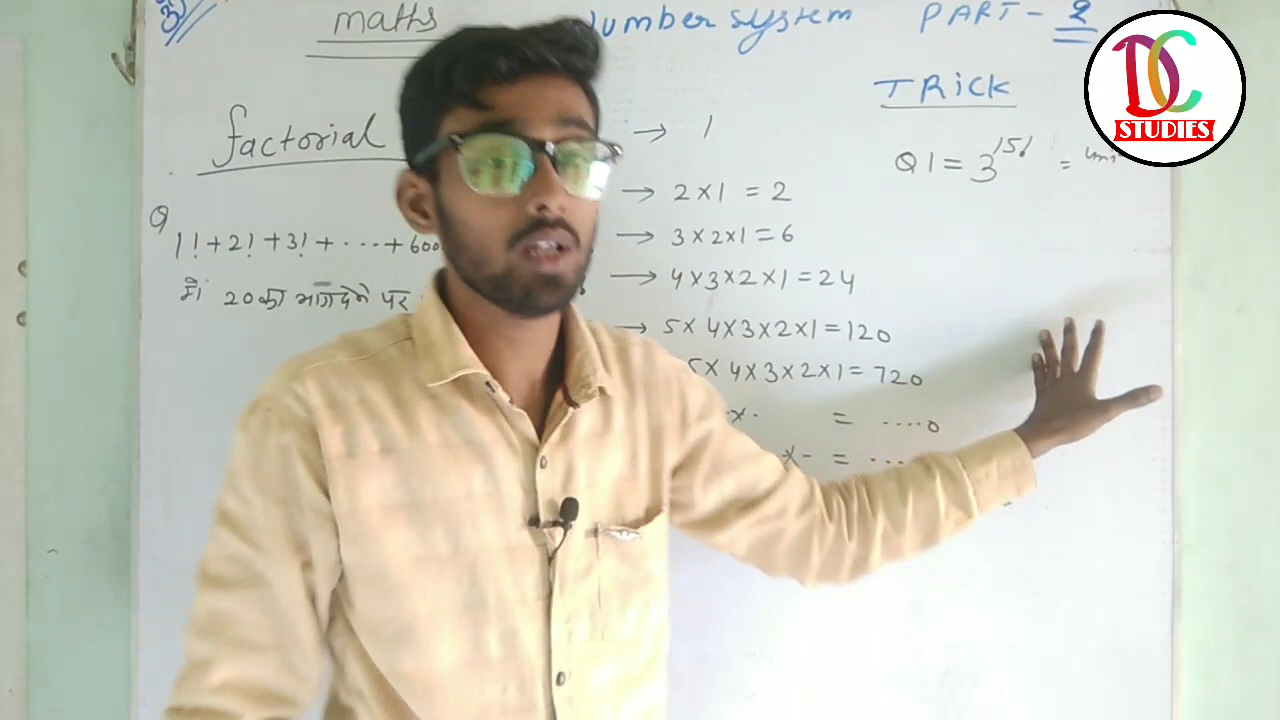 maths
number system
PART - 2
TRICK
DC
STUDIES
factorial
→ 1
→ 2×1 = 2
→ 3×2×1=6
→ 4×3×2×1=24
→ 5×4×3×2×1=120
5×4×3×2×1=720
= ....0
×- = ...
Q1 = 3^151 =
Q
1!+2!+3!+....+600
में 20 का भाग देने पर